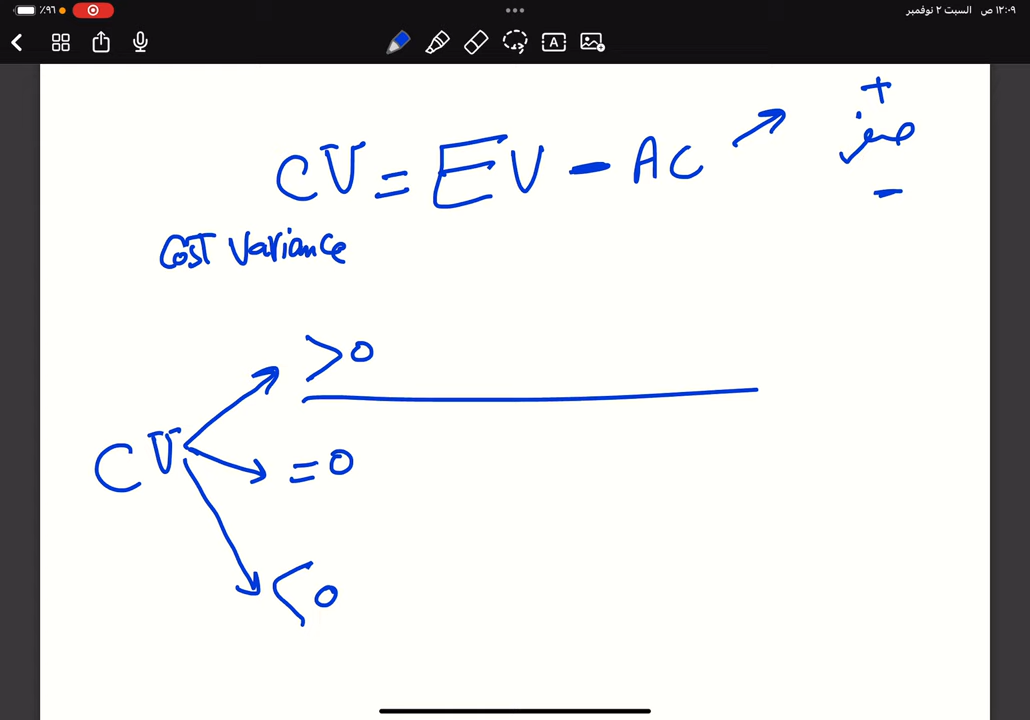 ٪٩٦ ١٢:٠٩ ص السبت ٢ نوفمبر
A
+
CV = EV - AC
صفر
-
Cost Variance
>0
CV
=0
<0